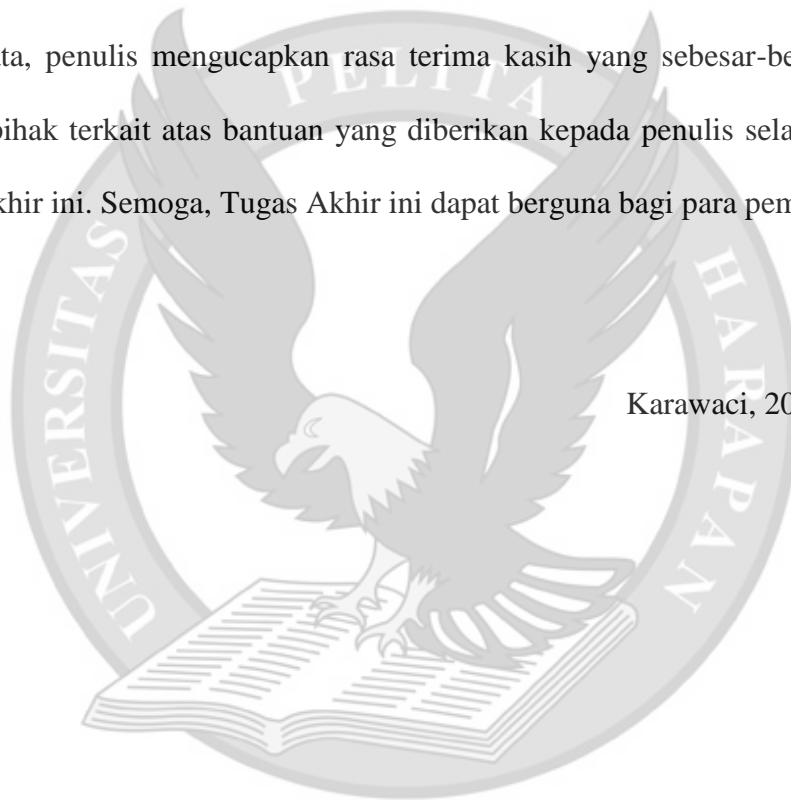 ta, penulis mengucapkan rasa terima kasih yang sebesar-be
pihak terkait atas bantuan yang diberikan kepada penulis sela
khir ini. Semoga, Tugas Akhir ini dapat berguna bagi para pem
Karawaci, 20
UNIVERSITAS PELITA HARAPAN